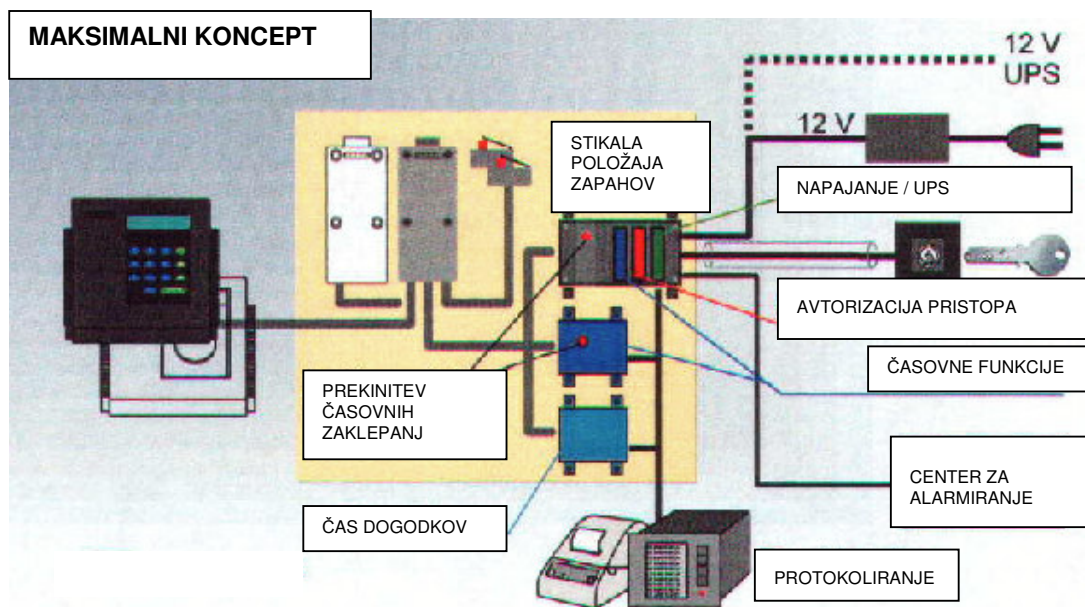 MAKSIMALNI KONCEPT
12 V
UPS
12 V
STIKALA
POLOŽAJA
ZAPAHOV
NAPAJANJE / UPS
AVTORIZACIJA PRISTOPA
ČASOVNE FUNKCIJE
PREKINITEV
ČASOVNIH
ZAKLEPANJ
CENTER ZA
ALARMIRANJE
ČAS DOGODKOV
PROTOKOLIRANJE